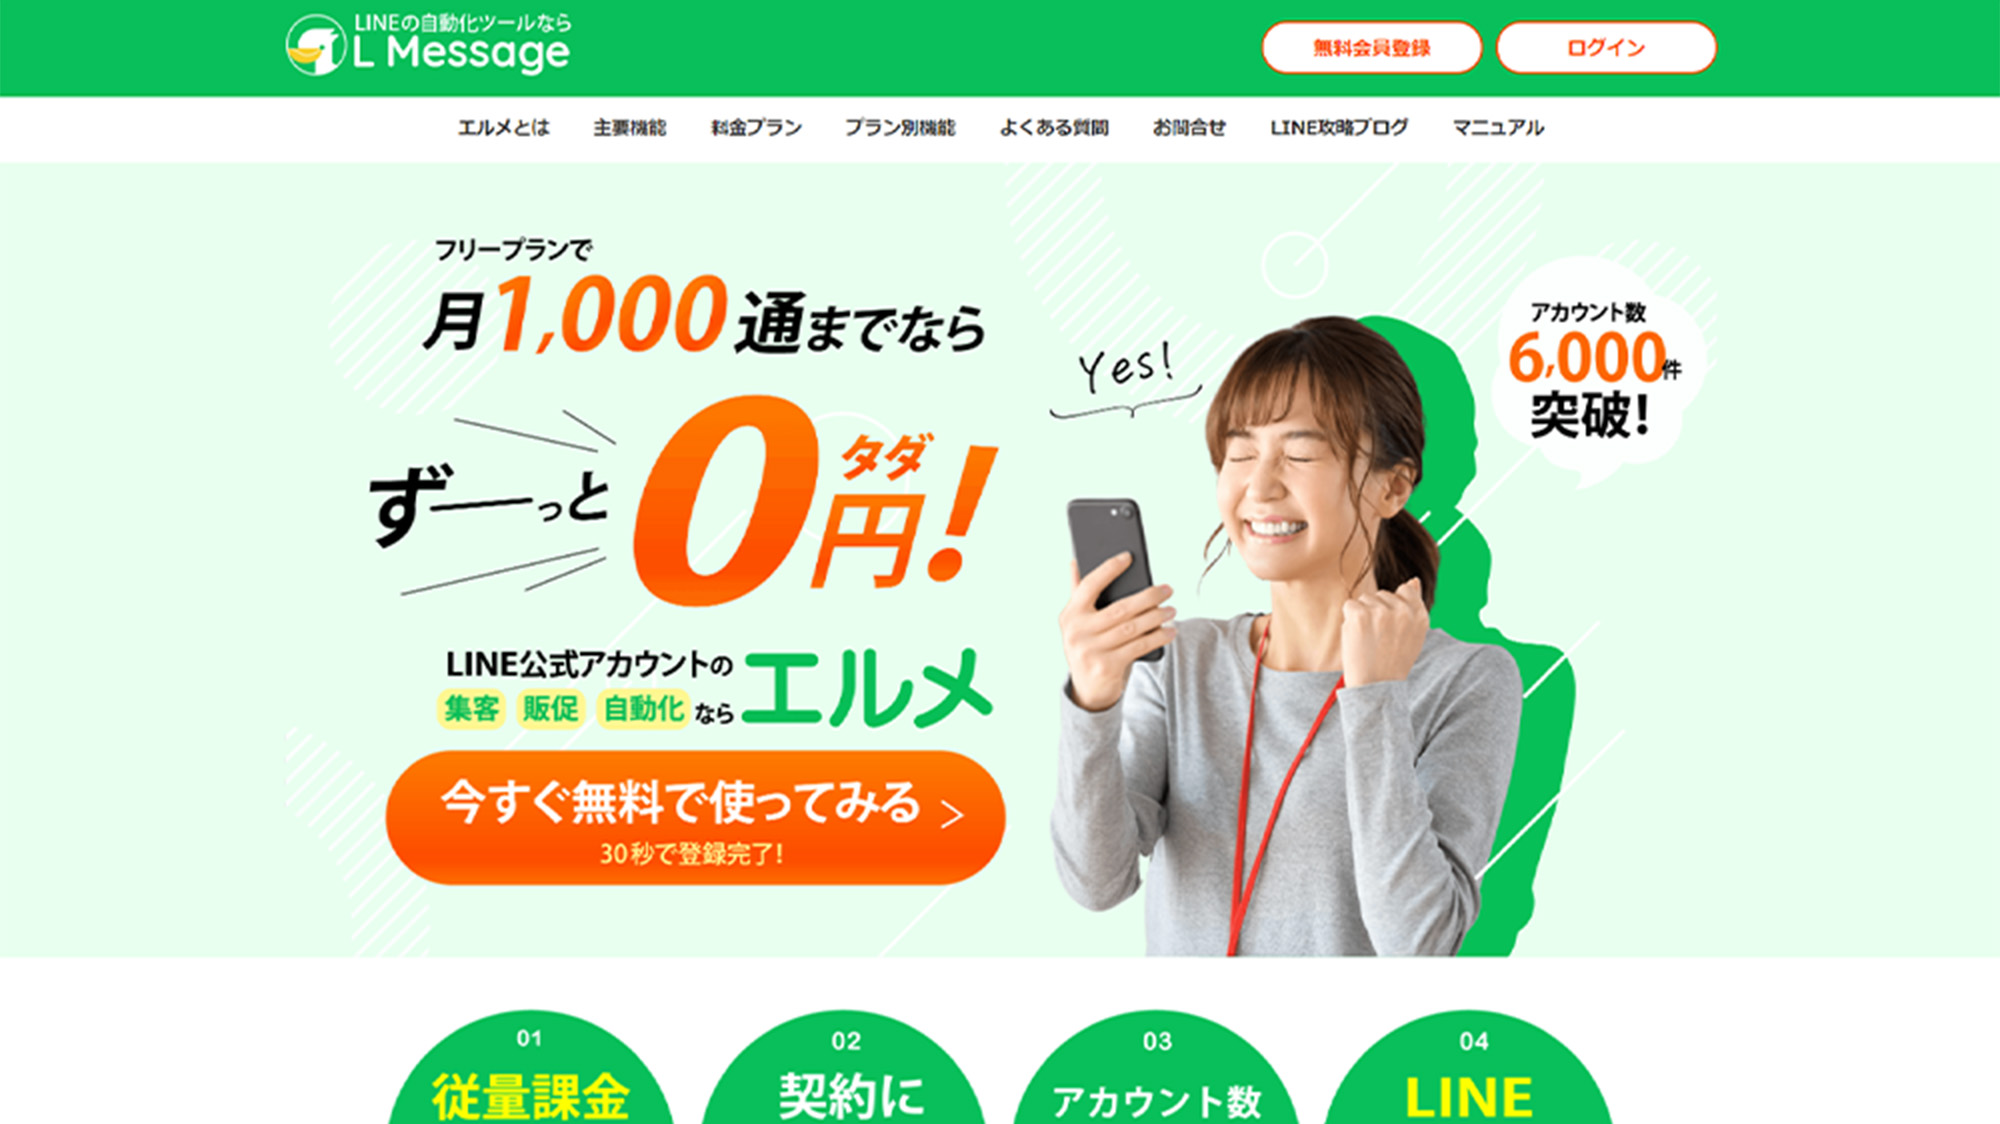 LINEの自動化ツールなら
L Message
無料会員登録
ログイン
エルメとは 主要機能 料金プラン プラン別機能 よくある質問 お問合せ LINE攻略ブログ マニュアル
フリープランで
月1,000通までなら
ずーっと0円!
タダ
LINE公式アカウントの
集客 販促 自動化 なら エルメ
今すぐ無料で使ってみる >
30秒で登録完了!
Yes!
アカウント数
6,000件
突破!
01
従量課金
02
契約に
03
アカウント数
04
LINE